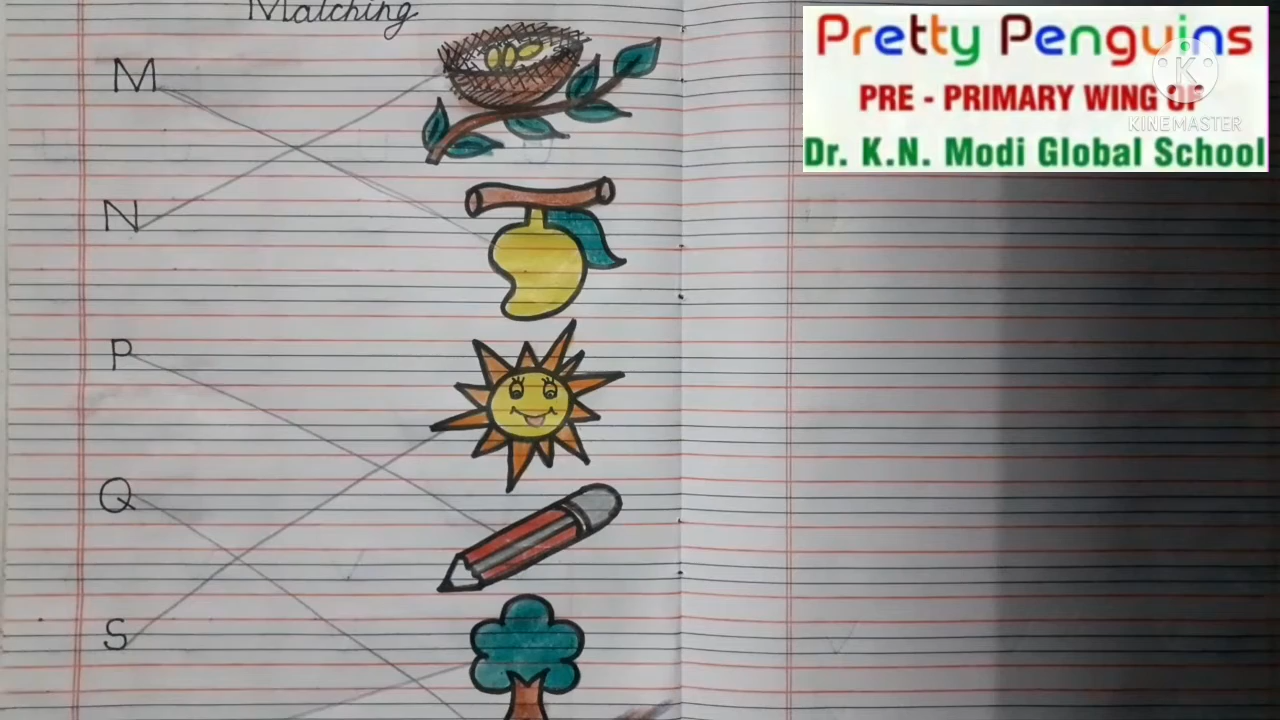 Matching
M
N
P
Q
S
Pretty Penguins
PRE - PRIMARY WING OF
Dr. K.N. Modi Global School
K
KINEMASTER